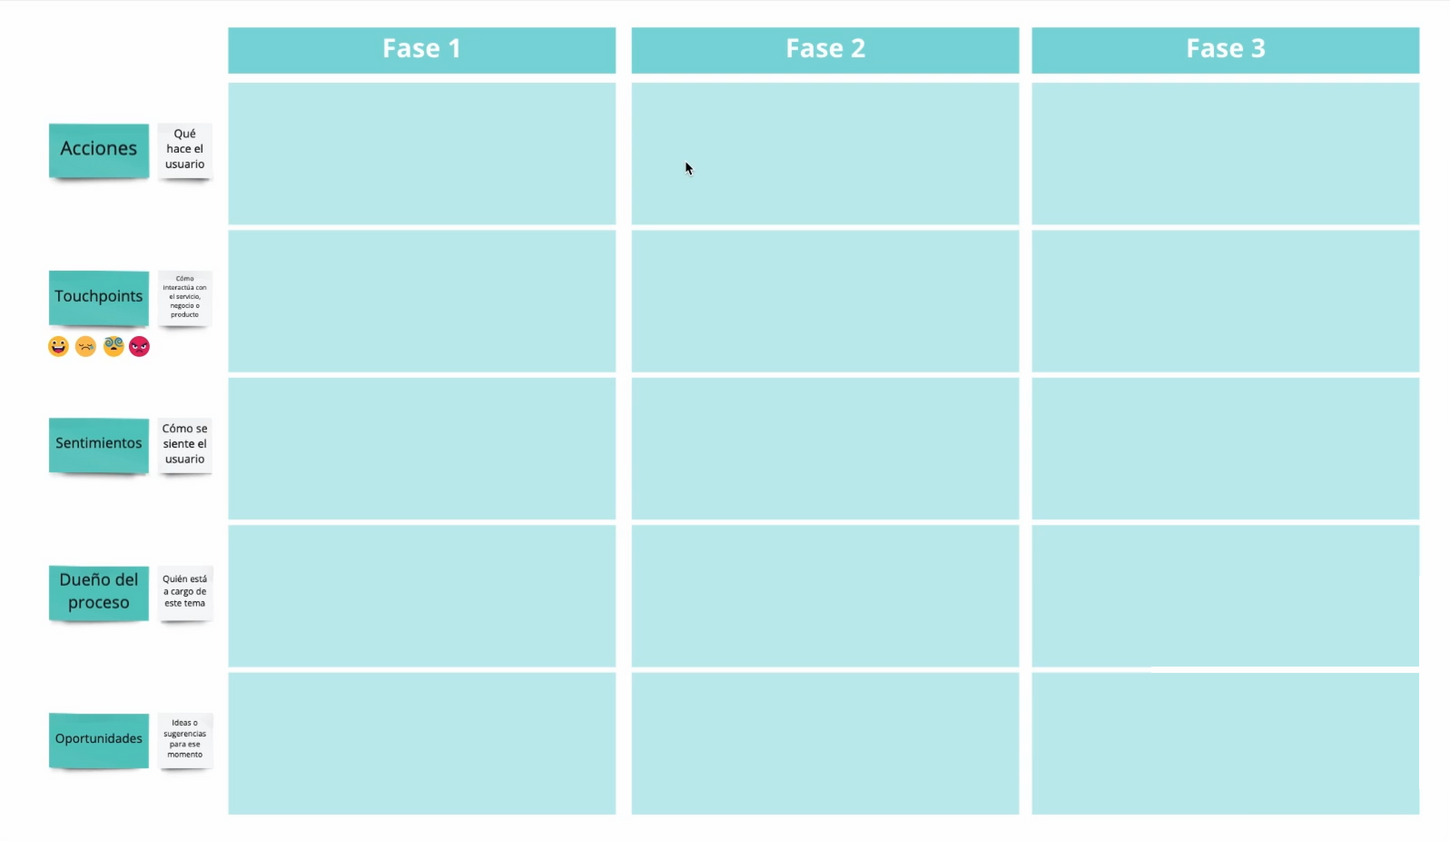 Fase 1
Fase 2
Fase 3
Acciones
Qué
hace el
usuario
Touchpoints
Cómo
interactúa con
el servicio,
negocio o
producto
Sentimientos
Cómo se
siente el
usuario
Dueño del
proceso
Quién está
a cargo de
este tema
Oportunidades
Ideas o
sugerencias
para ese
momento